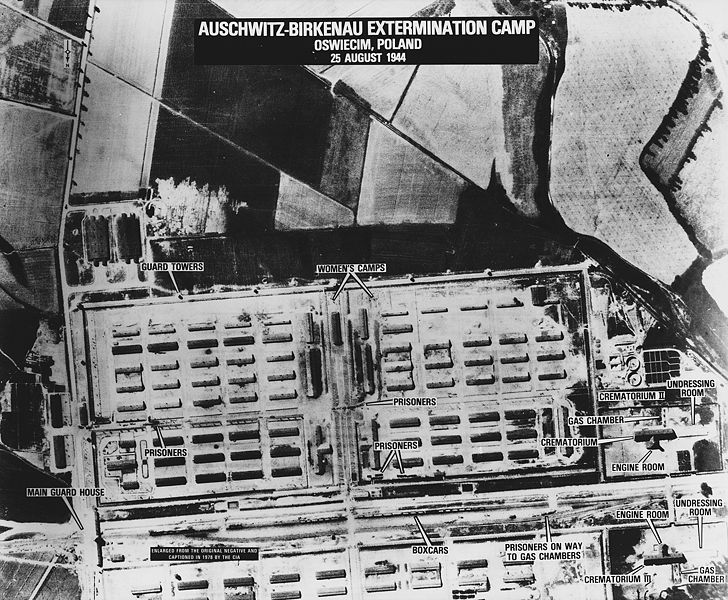 AUSCHWITZ-BIRKENAU EXTERMINATION CAMP
OSWIECIM, POLAND
25 AUGUST 1944
GUARD TOWERS
WOMEN'S CAMPS
PRISONERS
UNDRESSING
ROOM
CREMATORIUM II
GAS CHAMBER
CREMATORIUM
ENGINE ROOM
PRISONERS
PRISONERS
MAIN GUARD HOUSE
ENGINE ROOM
UNDRESSING
ROOM
BOXCARS
PRISONERS ON WAY
TO GAS CHAMBERS
ENLARGED FROM THE ORIGINAL NEGATIVE AND
CAPTIONED IN 1978 BY THE CIA
CREMATORIUM III
GAS
CHAMBER